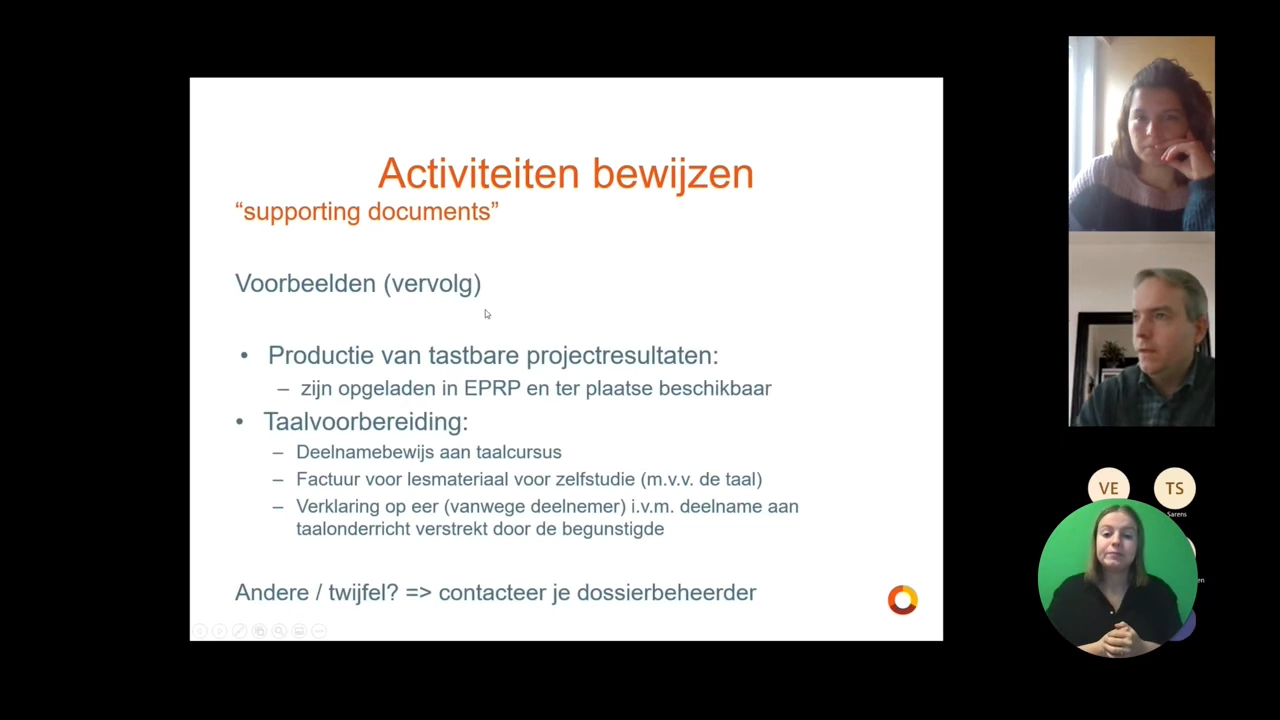 Activiteiten bewijzen
“supporting documents”
Voorbeelden (vervolg)
• Productie van tastbare projectresultaten:
– zijn opgeladen in EPRP en ter plaatse beschikbaar
• Taalvoorbereiding:
– Deelnamebewijs aan taalcursus
– Factuur voor lesmateriaal voor zelfstudie (m.v.v. de taal)
– Verklaring op eer (vanwege deelnemer) i.v.m. deelname aan
taalonderricht verstrekt door de begunstigde
Andere / twijfel? => contacteer je dossierbeheerder
VE
TS
Sarens